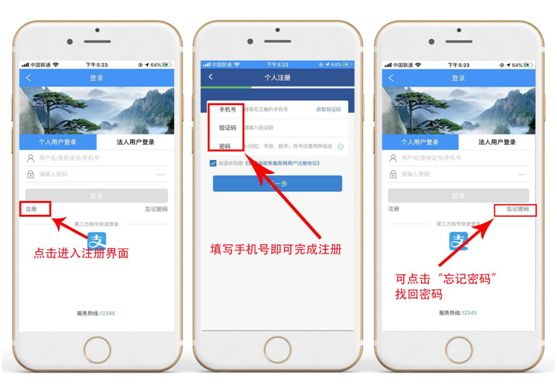 中国联通
下午5:23
64%
登录
个人用户登录
法人用户登录
用户名/身份证号/手机号
请输入密码
登录
注册
忘记密码
第三方账号快速登录
点击进入注册界面
支
服务热线:12345
中国联通
下午5:23
64%
个人注册
手机号
请填写正确的手机号
获取验证码
验证码
请输入验证码
密码
字母、数字、符号任意两种组合
阅读并同意
政务服务网用户注册协议》
一步
填写手机号即可完成注册
中国联通
下午5:23
64%
登录
个人用户登录
法人用户登录
用户名/身份证号/手机号
请输入密码
登录
注册
忘记密码
第三方账号快速登录
支
可点击“忘记密码”
找回密码
服务热线:12345